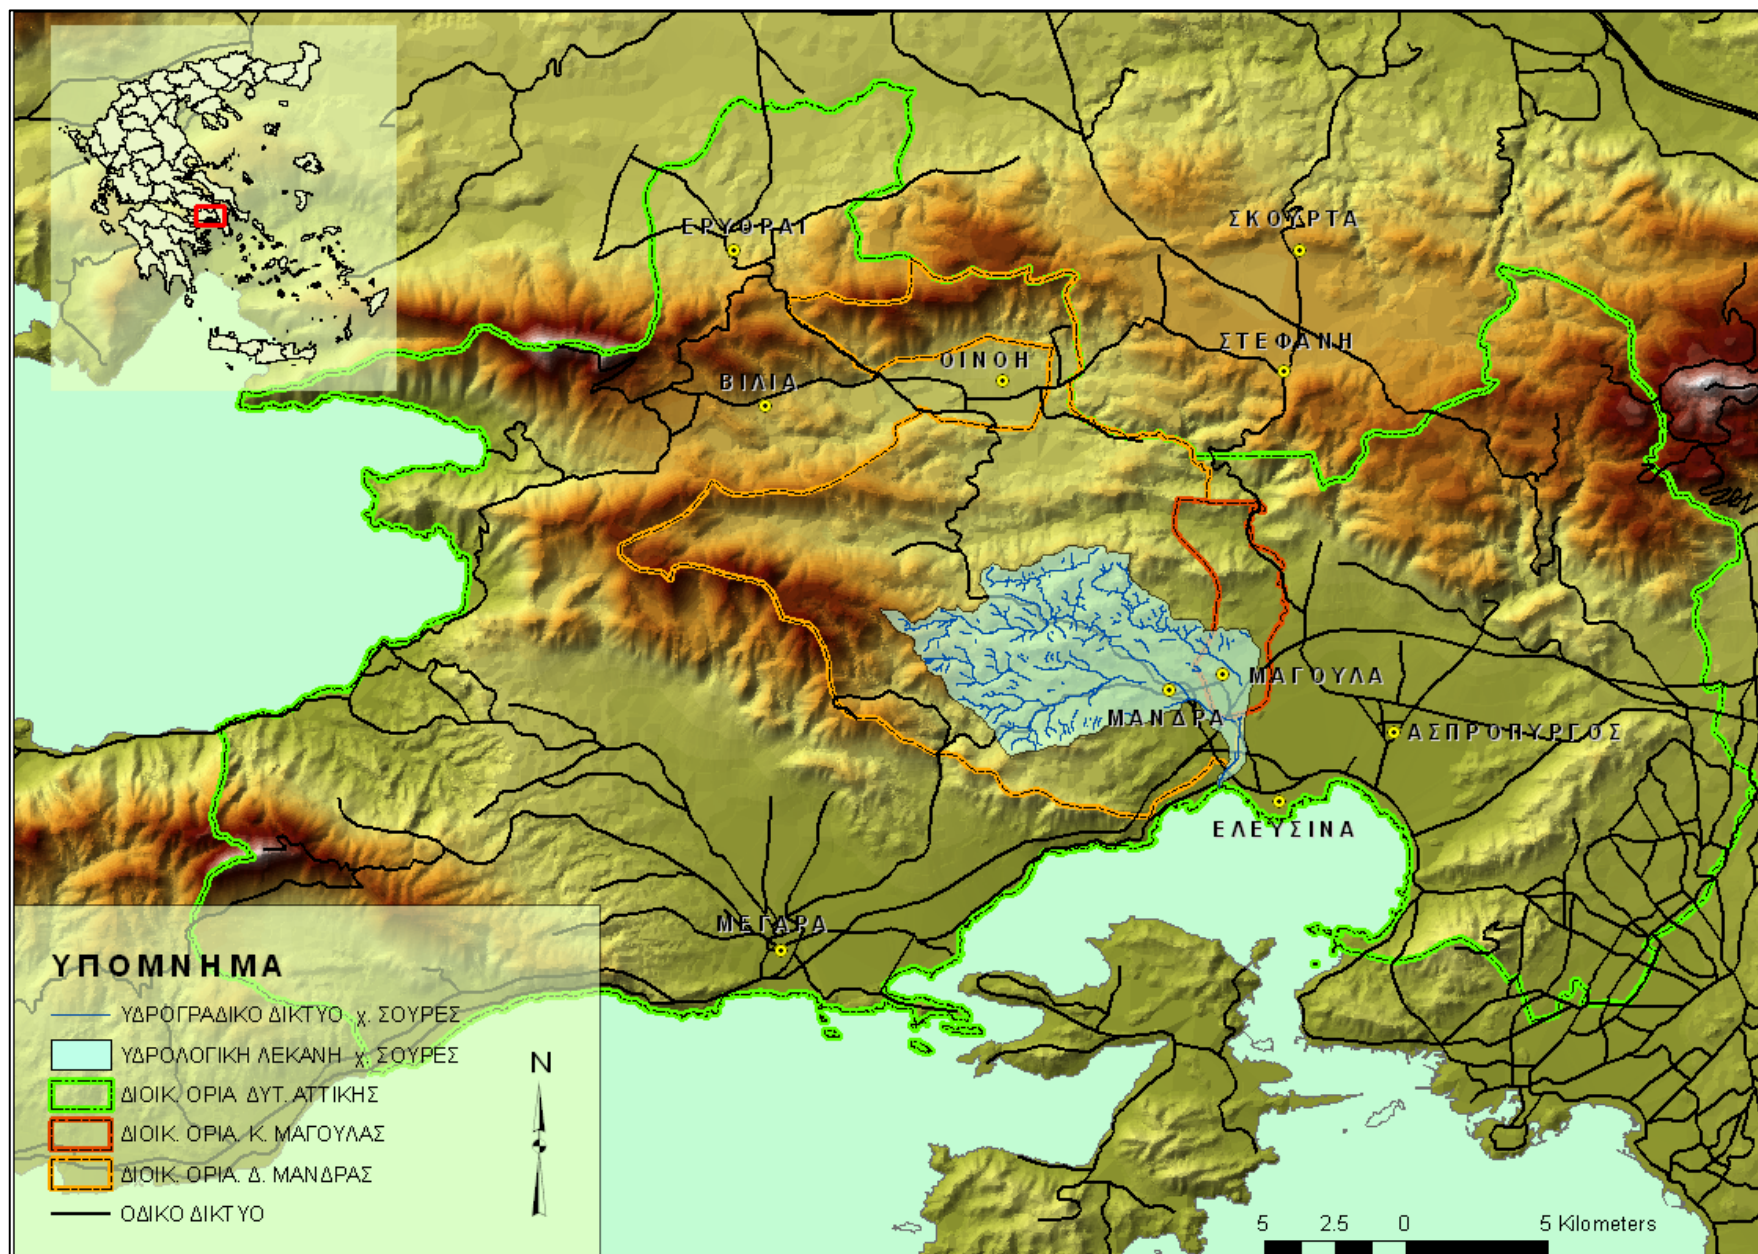 ΕΡΥΘΡΑΙ
ΣΚΟΥΡΤΑ
ΣΤΕΦΑΝΗ
ΟΙΝΟΗ
ΒΙΛΙΑ
ΜΑΓΟΥΛΑ
ΜΑΝΔΡΑ
ΑΣΠΡΟΠΥΡΓΟΣ
ΕΛΕΥΣΙΝΑ
ΜΕΓΑΡΑ
ΥΠΟΜΝΗΜΑ
ΥΔΡΟΓΡΑΔΙΚΟ ΔΙΚΤΥΟ χ. ΣΟΥΡΕΣ
ΥΔΡΟΛΟΓΙΚΗ ΛΕΚΑΝΗ χ. ΣΟΥΡΕΣ
ΔΙΟΙΚ. ΟΡΙΑ ΔΥΤ. ΑΤΤΙΚΗΣ
ΔΙΟΙΚ. ΟΡΙΑ. Κ. ΜΑΓΟΥΛΑΣ
ΔΙΟΙΚ. ΟΡΙΑ. Δ. ΜΑΝΔΡΑΣ
ΟΔΙΚΟ ΔΙΚΤΥΟ
N
5 2.5 0 5 Kilometers